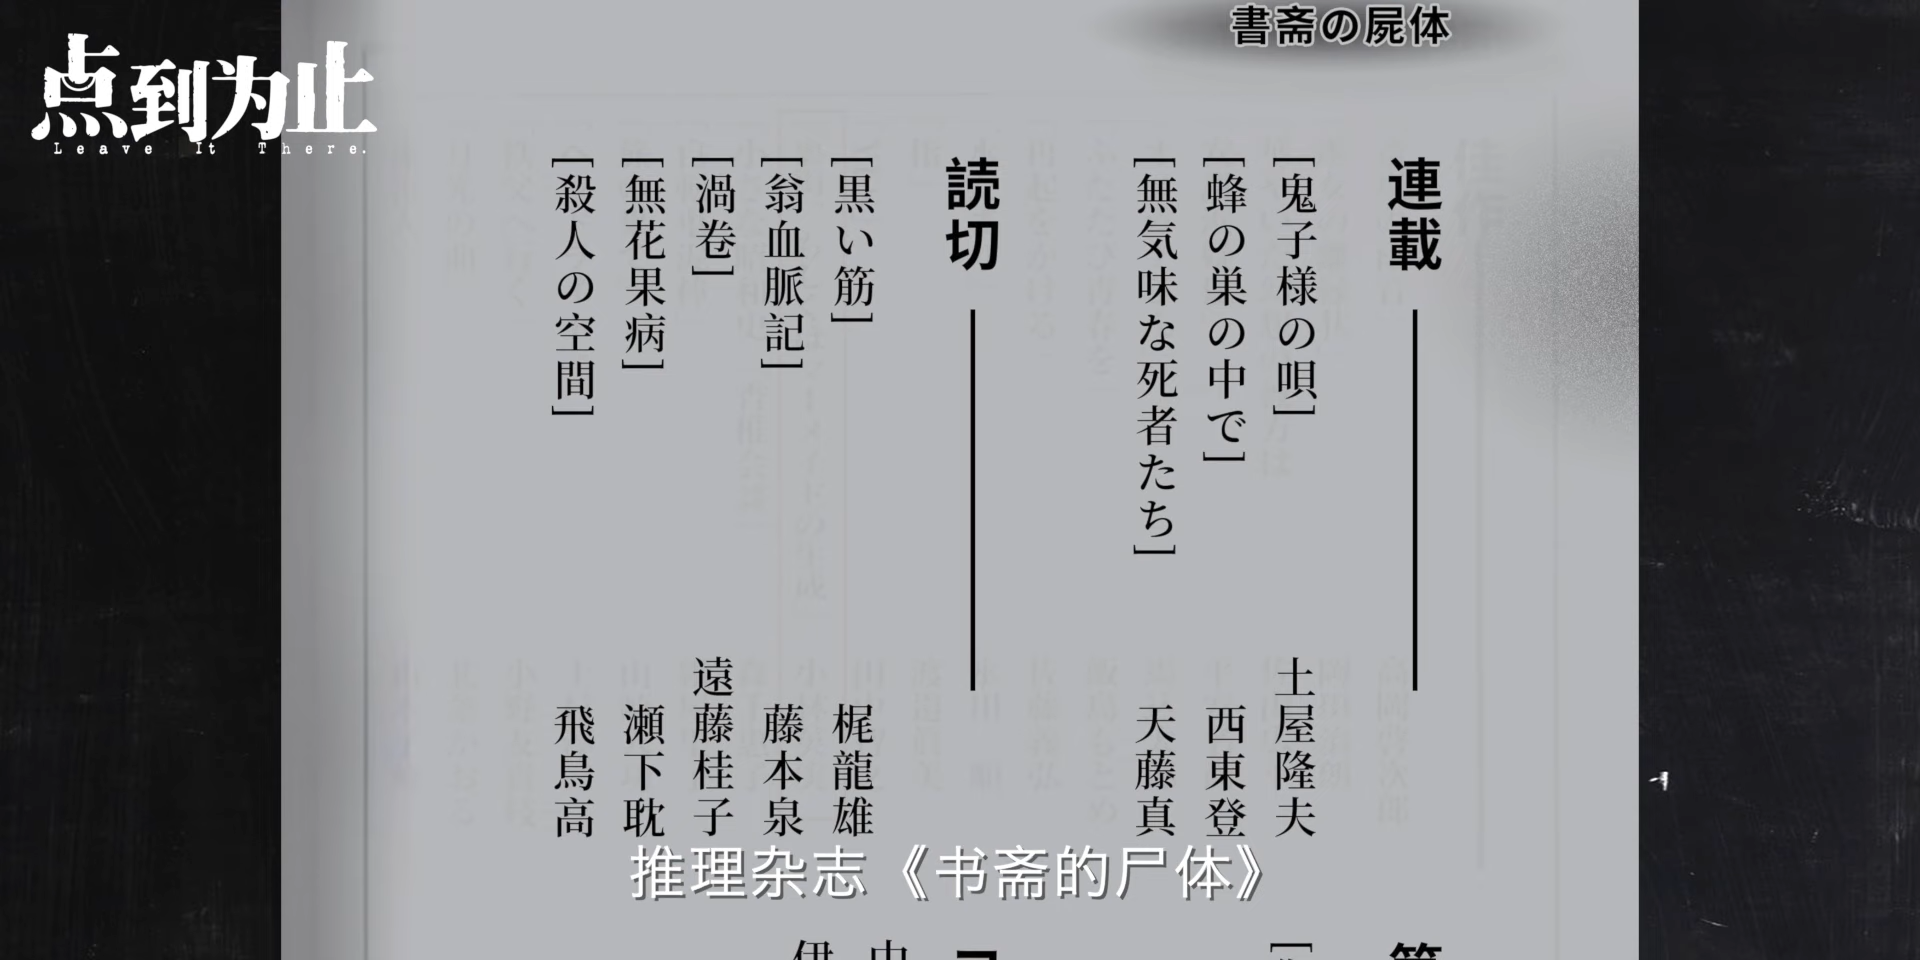 書斎の屍体
点到为止
Leave It There.
連載
[鬼子様の唄] 土屋隆夫
[蜂の巣の中で] 西東登
[無気味な死者たち] 天藤真
読切
[黒い筋] 梶龍雄
[翁血脈記] 藤本泉
[渦巻] 遠藤桂子
[無花果病] 瀬下耽
[殺人の空間] 飛鳥高
推理杂志《书斋的尸体》